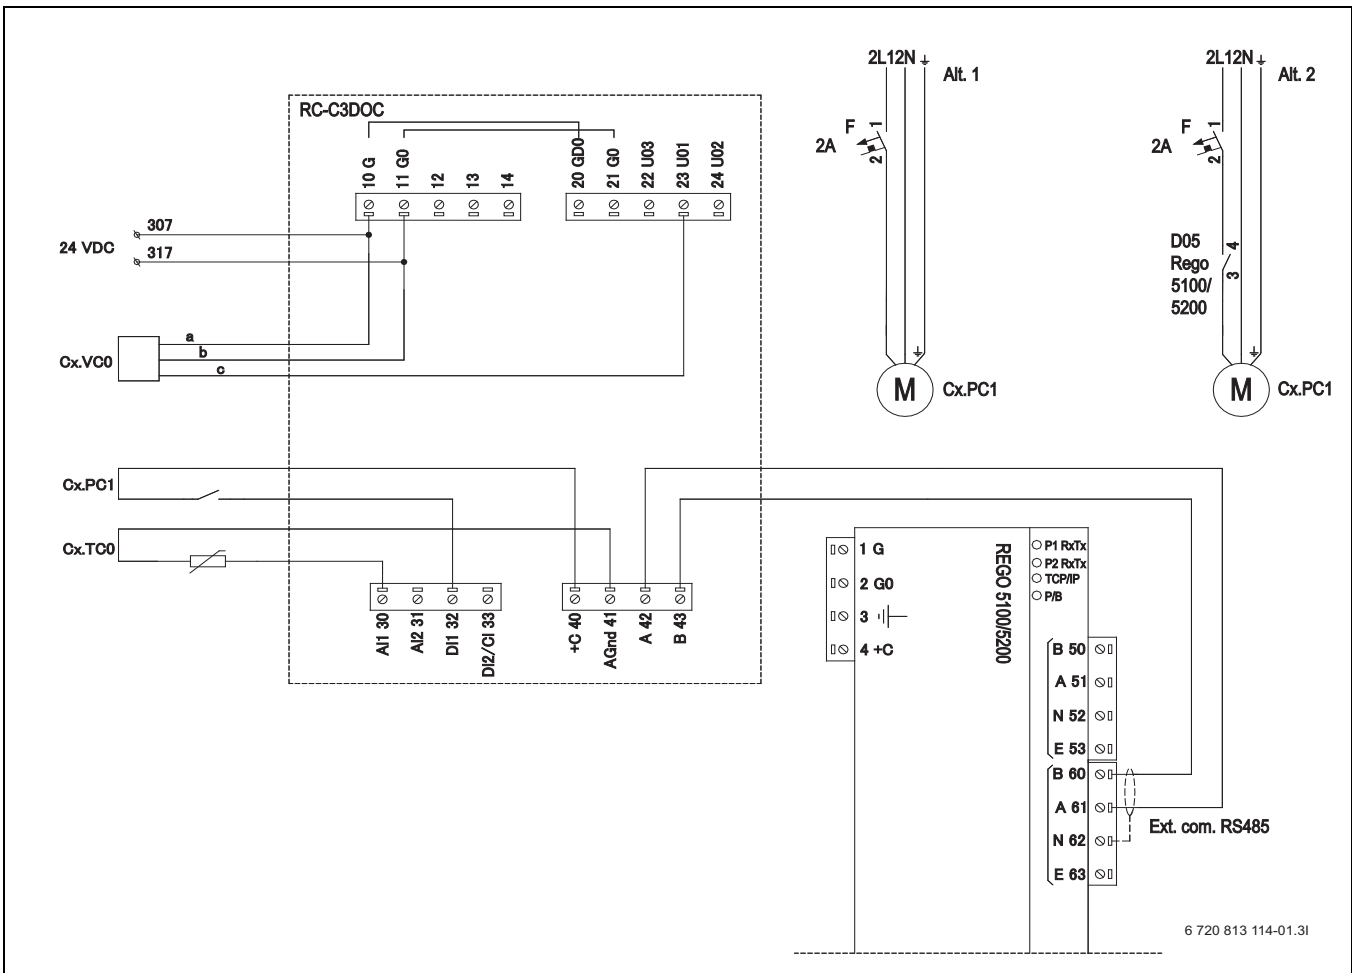 2L12N
Alt. 1
F
2A
1
2
Cx.PC1
M
2L12N
Alt. 2
F
2A
1
2
D05
Rego
5100/
5200
4
3
M
Cx.PC1
RC-C3DOC
10 G
11 G0
12
13
14
20 GD0
21 G0
22 U03
23 U01
24 U02
24 VDC
307
317
Cx.VC0
a
b
c
Cx.PC1
Cx.TC0
AI1 30
AI2 31
DI1 32
DI2/CI 33
+C 40
AGnd 41
A 42
B 43
1 G
2 G0
3
4 +C
REGO 5100/5200
P1 RxTx
P2 RxTx
TCP/IP
P/B
B 50
A 51
N 52
E 53
B 60
A 61
N 62
E 63
Ext. com. RS485
6 720 813 114-01.3I